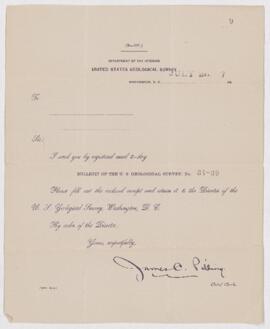 9
DEPARTMENT OF THE INTERIOR
UNITED STATES GEOLOGICAL SURVEY
WASHINGTON, D. C.
To
Sir:
I send you by registered mail to-day
BULLETIN OF THE U. S. GEOLOGICAL SURVEY, No.
Please fill out the enclosed receipt and return it to the Director of the
U. S. Geological Survey, Washington, D. C.
By order of the Director.
Yours, respectfully,
James C. Pilling
Chief Clerk.